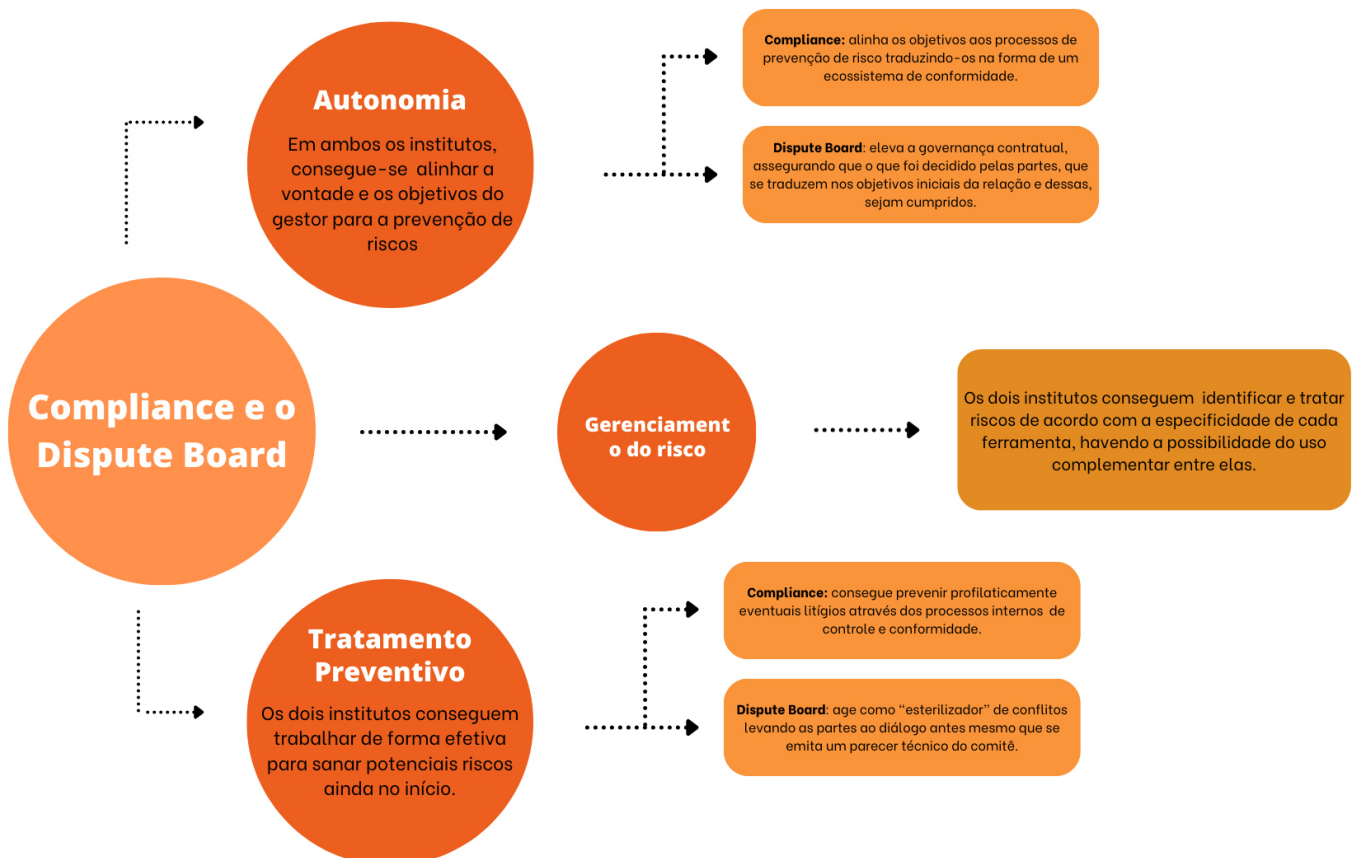 Compliance e o
Dispute Board
Autonomia
Em ambos os institutos,
consegue-se alinhar a
vontade e os objetivos do
gestor para a prevenção de
riscos
Compliance: alinha os objetivos aos processos de
prevenção de risco traduzindo-os na forma de um
ecossistema de conformidade.
Dispute Board: eleva a governança contratual,
assegurando que o que foi decidido pelas partes, que
se traduzem nos objetivos iniciais da relação e dessas,
sejam cumpridos.
Gerenciament
o do risco
Os dois institutos conseguem identificar e tratar
riscos de acordo com a especificidade de cada
ferramenta, havendo a possibilidade do uso
complementar entre elas.
Tratamento
Preventivo
Os dois institutos conseguem
trabalhar de forma efetiva
para sanar potenciais riscos
ainda no início.
Compliance: consegue prevenir profilaticamente
eventuais litígios através dos processos internos de
controle e conformidade.
Dispute Board: age como “esterilizador” de conflitos
levando as partes ao diálogo antes mesmo que se
emita um parecer técnico do comitê.